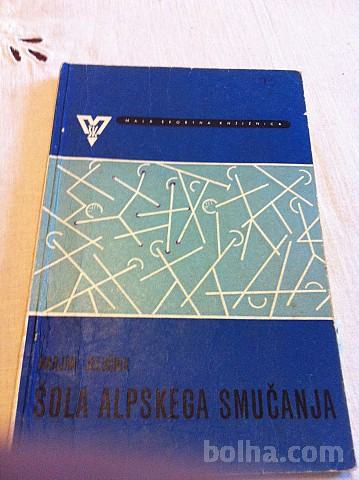 MALA ŠPORTNA KNJIŽNICA
ŠOLA ALPSKEGA SMUČANJA
bolha.com